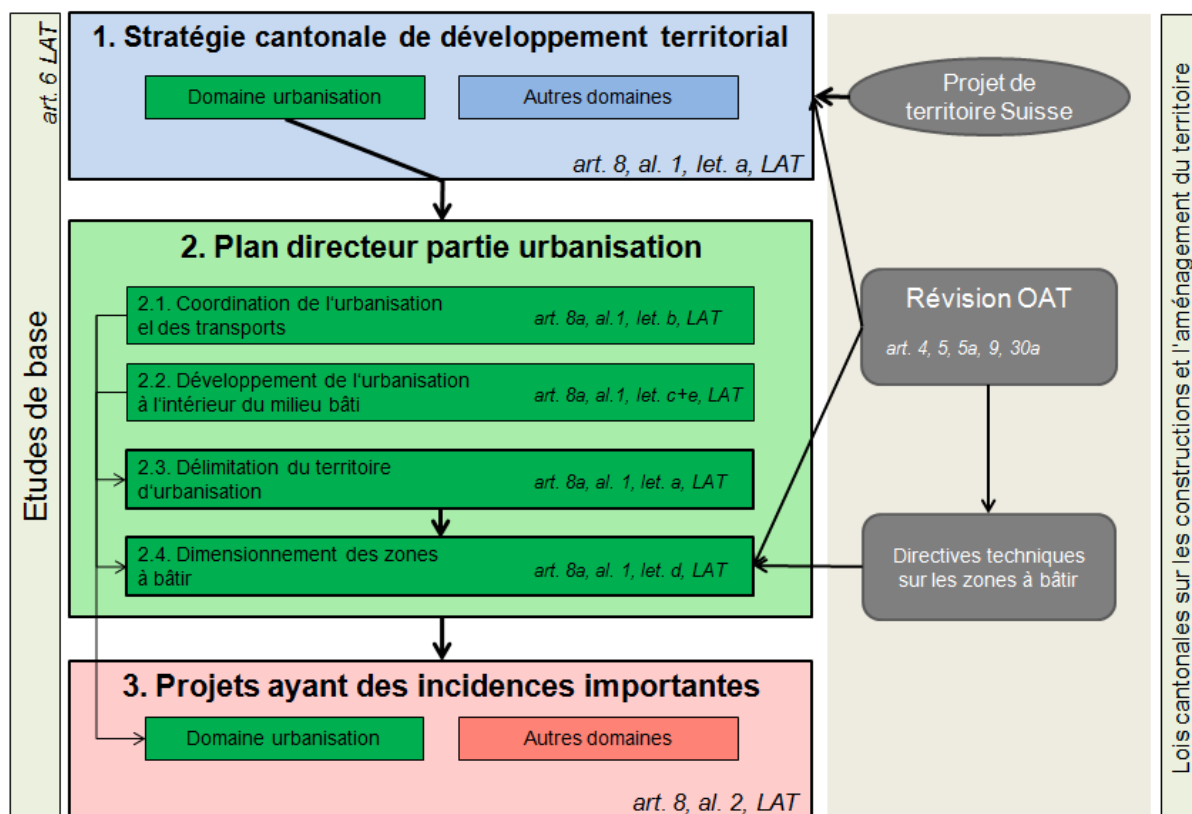 art. 6 LAT
Etudes de base
1. Stratégie cantonale de développement territorial
Domaine urbanisation
Autres domaines
art. 8, al. 1, let. a, LAT
2. Plan directeur partie urbanisation
2.1. Coordination de l'urbanisation
el des transports
art. 8a, al.1, let. b, LAT
2.2. Développement de l'urbanisation
à l'intérieur du milieu bâti
art. 8a, al.1, let. c+e, LAT
2.3. Délimitation du territoire
d'urbanisation
art. 8a, al. 1, let. a, LAT
2.4. Dimensionnement des zones
à bâtir
art. 8a, al. 1, let. d, LAT
3. Projets ayant des incidences importantes
Domaine urbanisation
Autres domaines
art. 8, al. 2, LAT
Projet de
territoire Suisse
Révision OAT
art. 4, 5, 5a, 9, 30a
Directives techniques
sur les zones à bâtir
Lois cantonales sur les constructions et l'aménagement du territoire